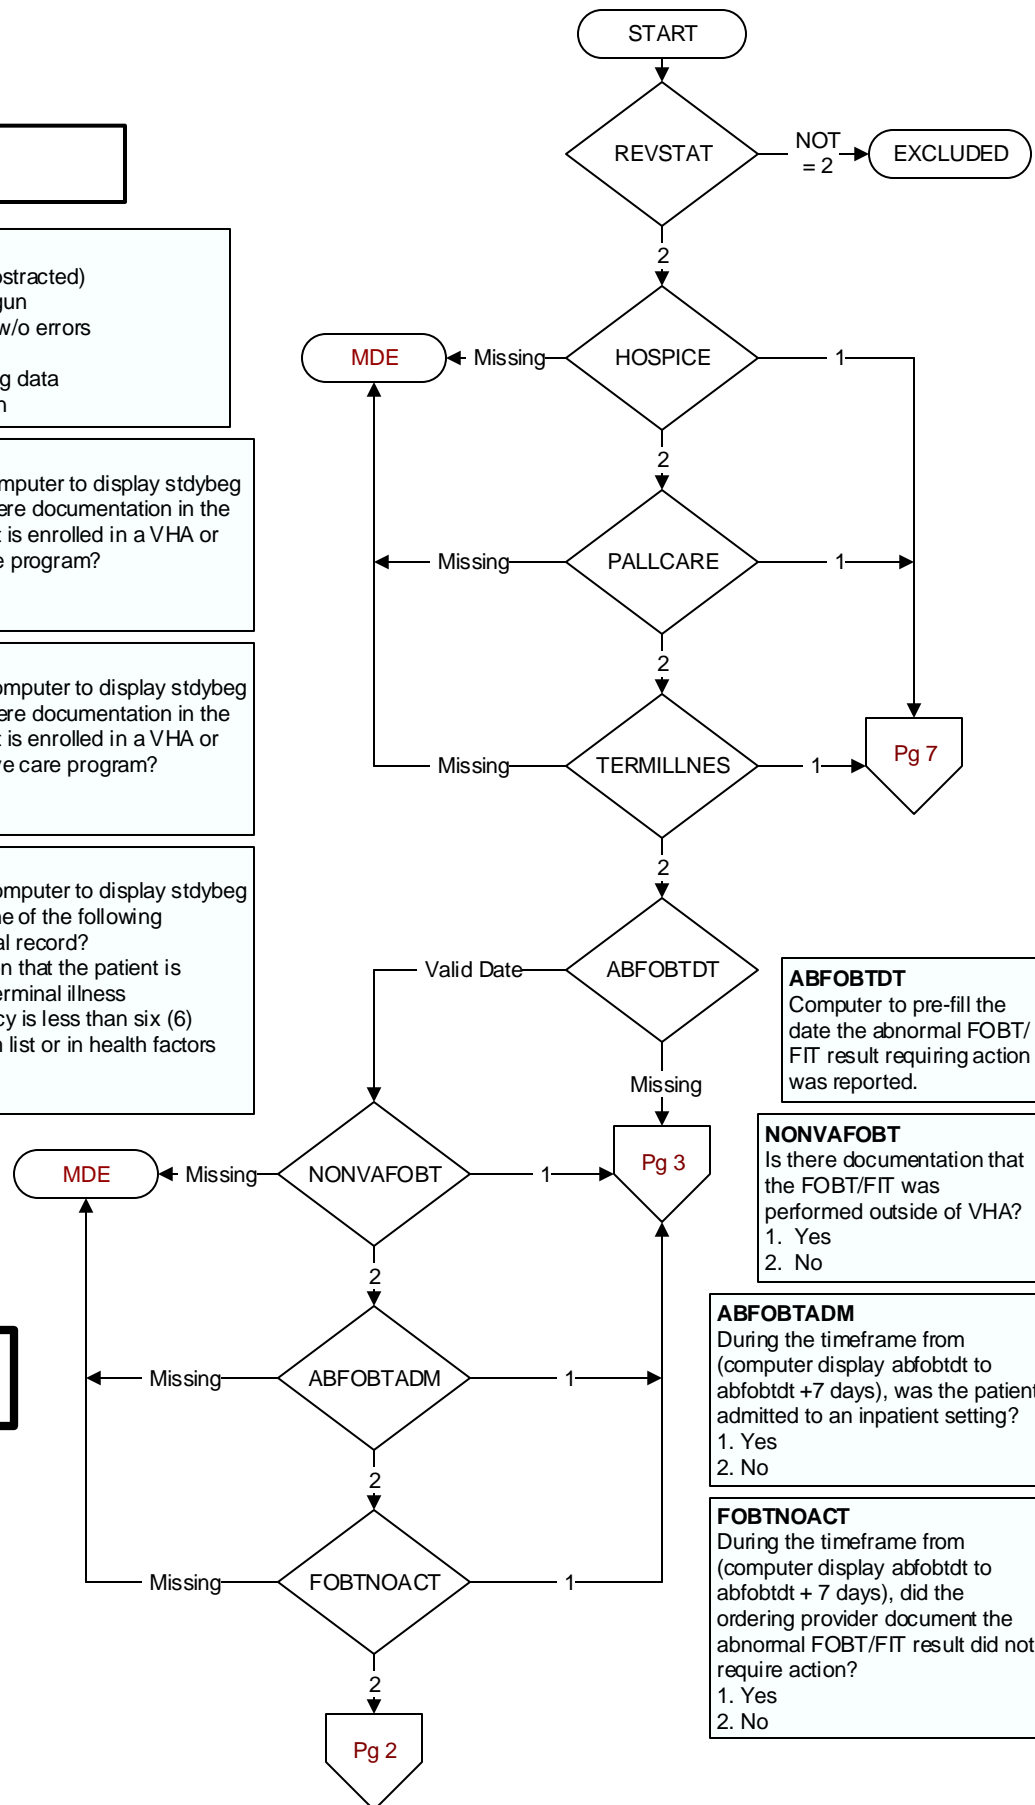 START
REVSTAT
NOT
= 2
EXCLUDED
2
MDE
Missing
HOSPICE
1
2
Missing
PALLCARE
1
2
Missing
TERMILLNES
1
Pg 7
2
Valid Date
ABFOBTDT
Missing
MDE
Missing
NONVAFOBT
1
Pg 3
2
Missing
ABFOBTADM
1
2
Missing
FOBTNOACT
1
2
Pg 2
w/o errors
g data
mputer to display stdybeg
ere documentation in the
is enrolled in a VHA or
e program?
omputer to display stdybeg
ere documentation in the
is enrolled in a VHA or
ve care program?
omputer to display stdybeg
ne of the following
al record?
n that the patient is
erminal illness
cy is less than six (6)
list or in health factors
ABFOBTDT
Computer to pre-fill the
date the abnormal FOBT/
FIT result requiring action
was reported.
NONVAFOBT
Is there documentation that
the FOBT/FIT was
performed outside of VHA?
1. Yes
2. No
ABFOBTADM
During the timeframe from
(computer display abfobtdt to
abfobtdt +7 days), was the patient
admitted to an inpatient setting?
1. Yes
2. No
FOBTNOACT
During the timeframe from
(computer display abfobtdt to
abfobtdt + 7 days), did the
ordering provider document the
abnormal FOBT/FIT result did not
require action?
1. Yes
2. No